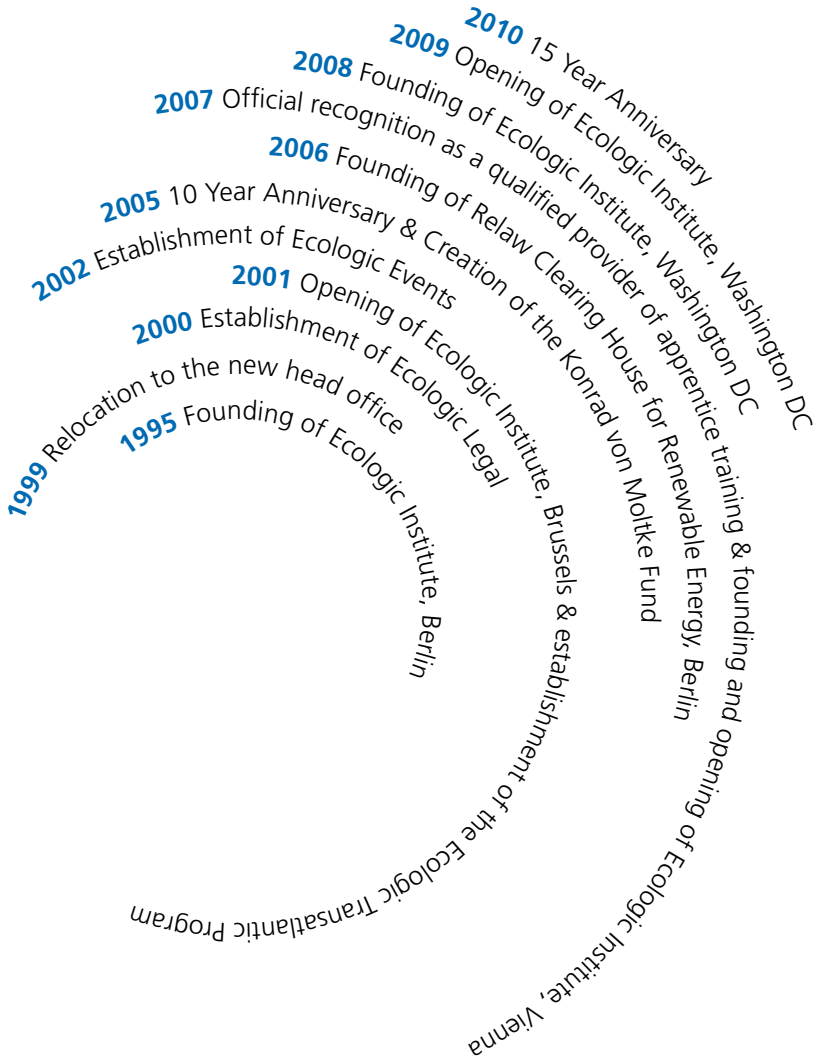 2010 15 Year Anniversary
2009 Opening of Ecologic Institute, Washington DC
2008 Founding of Ecologic Institute, Washington DC
2007 Official recognition as a qualified provider of apprentice training & founding and opening of Ecologic Institute, Vienna
2006 Founding of Relaw Clearing House for Renewable Energy, Berlin
2005 10 Year Anniversary & Creation of the Konrad von Moltke Fund
2002 Establishment of Ecologic Events
2001 Opening of Ecologic Institute, Brussels & establishment of the Ecologic Transatlantic Program
2000 Establishment of Ecologic Legal
1999 Relocation to the new head office
1995 Founding of Ecologic Institute, Berlin